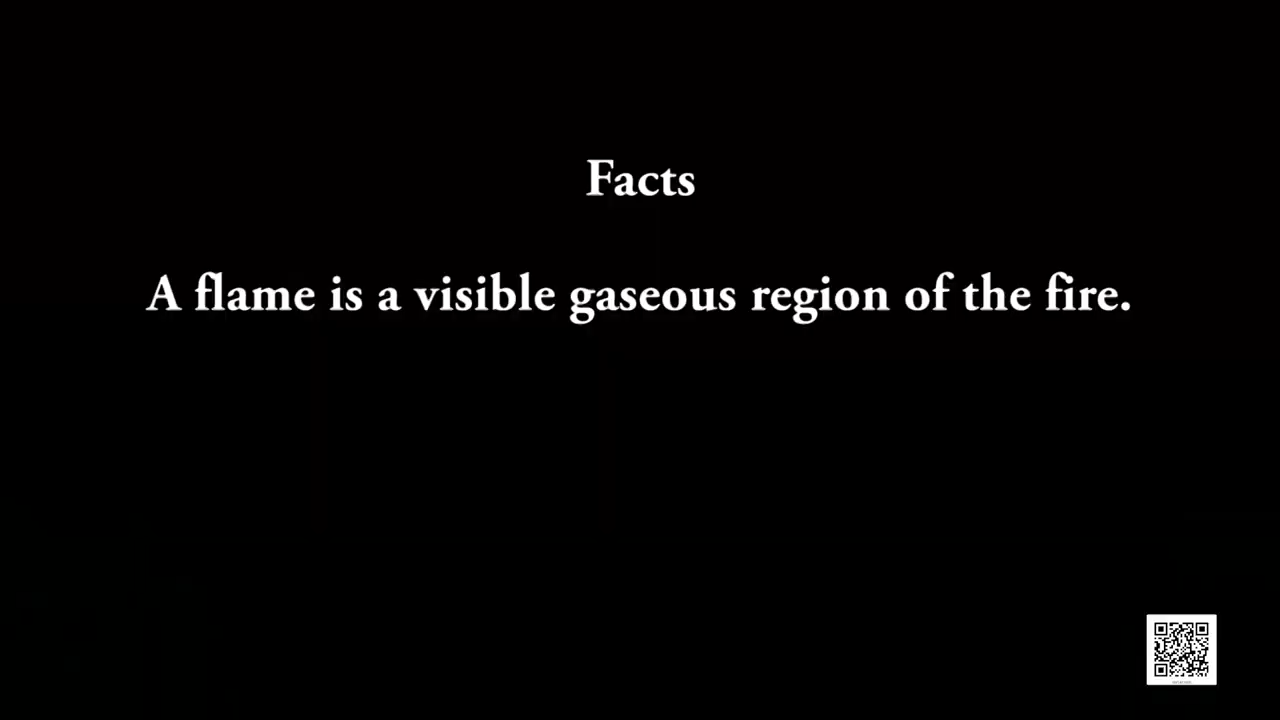 Facts
A flame is a visible gaseous region of the fire.